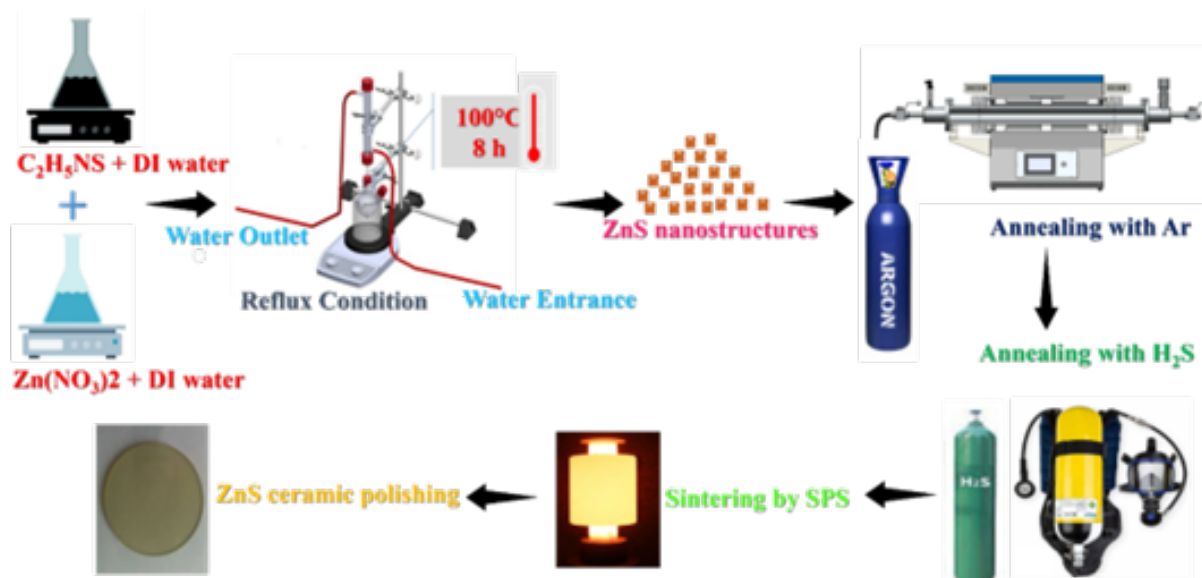 C₂H₅NS + DI water
+
Zn(NO₃)2 + DI water
Water Outlet
100°C
8 h
Reflux Condition
Water Entrance
ZnS nanostructures
ARGON
Annealing with Ar
Annealing with H₂S
H₂S
Sintering by SPS
ZnS ceramic polishing